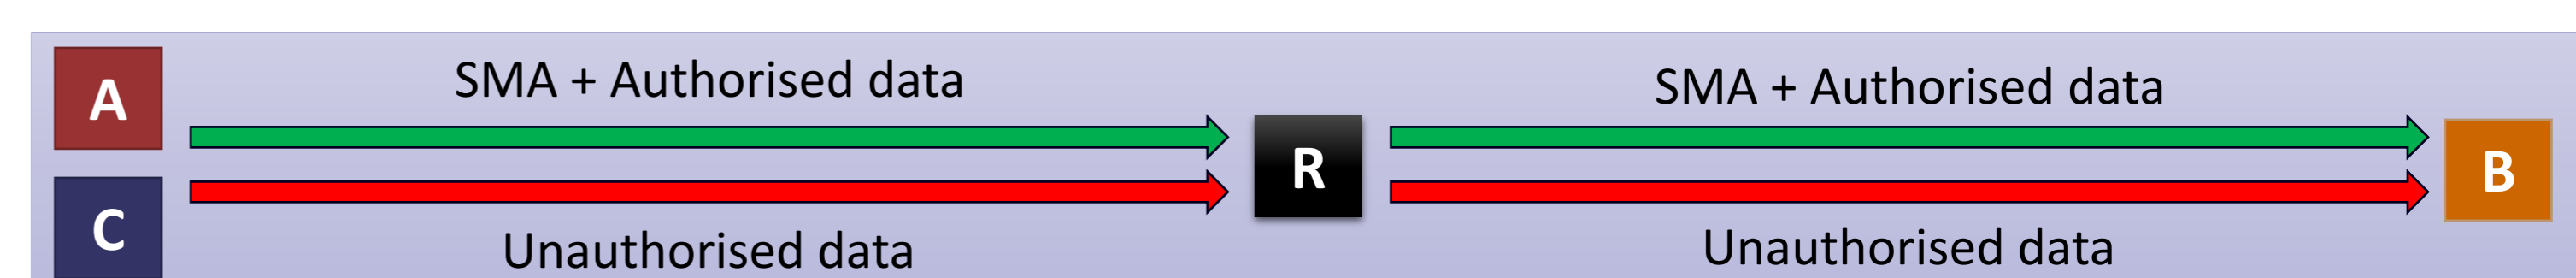 A
SMA + Authorised data
SMA + Authorised data
R
B
C
Unauthorised data
Unauthorised data